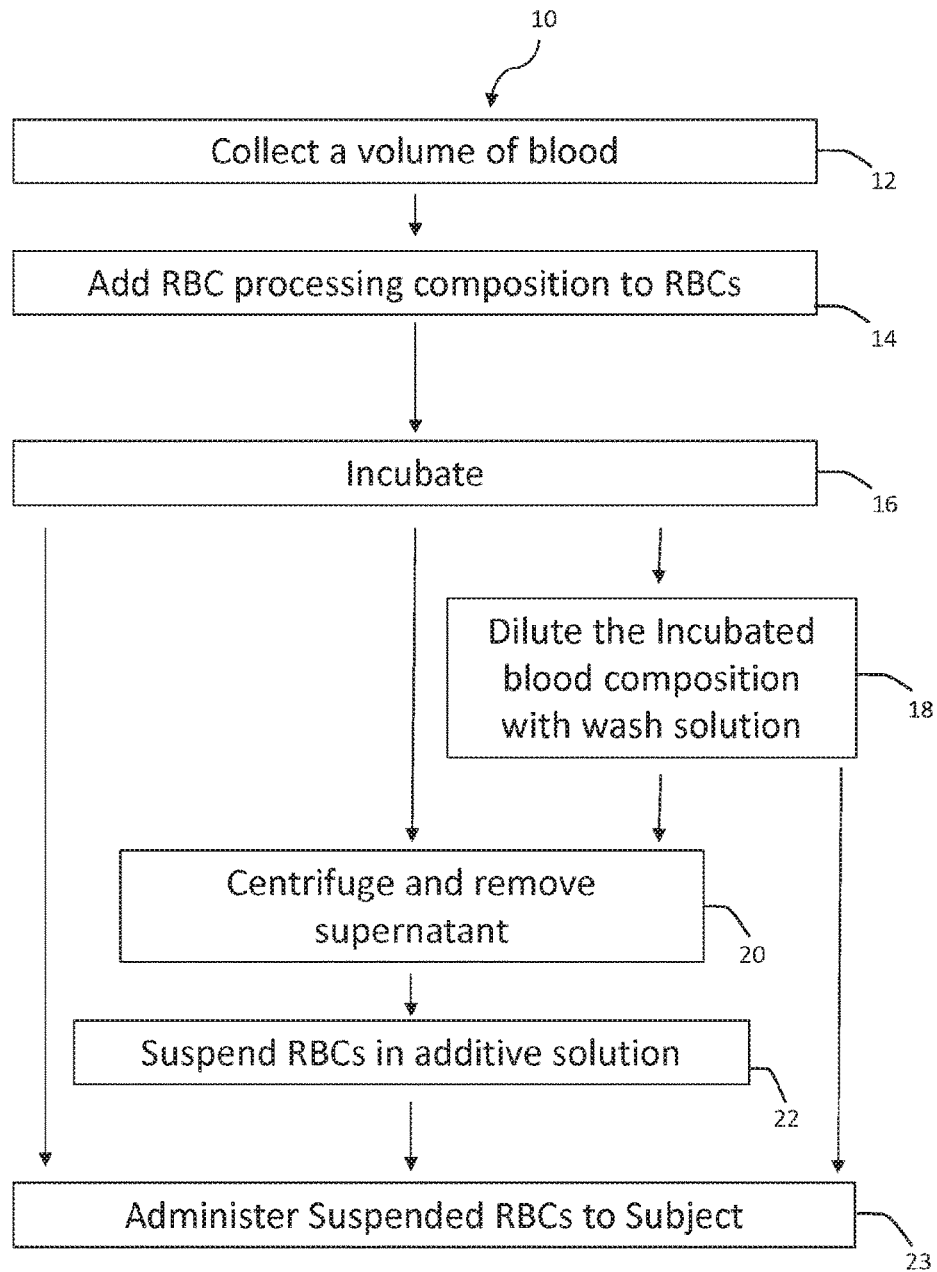 10
Collect a volume of blood
12
Add RBC processing composition to RBCs
14
Incubate
16
Dilute the Incubated
blood composition
with wash solution
18
Centrifuge and remove
supernatant
20
Suspend RBCs in additive solution
22
Administer Suspended RBCs to Subject
23